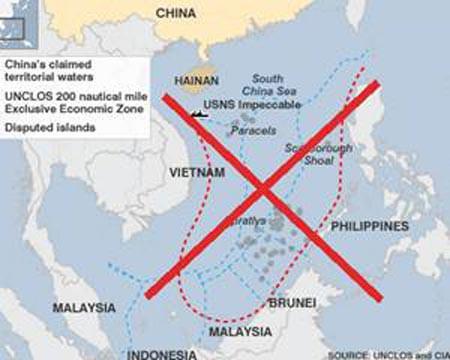 CHINA
China's claimed
territorial waters
UNCLOS 200 nautical mile
Exclusive Economic Zone
Disputed islands
HAINAN
South
China Sea
USNS Impeccable
Paracels
Scarborough
Shoal
VIETNAM
pratlys
PHILIPPINES
MALAYSIA
BRUNEI
MALAYSIA
INDONESIA
SOURCE: UNCLOS and CIA